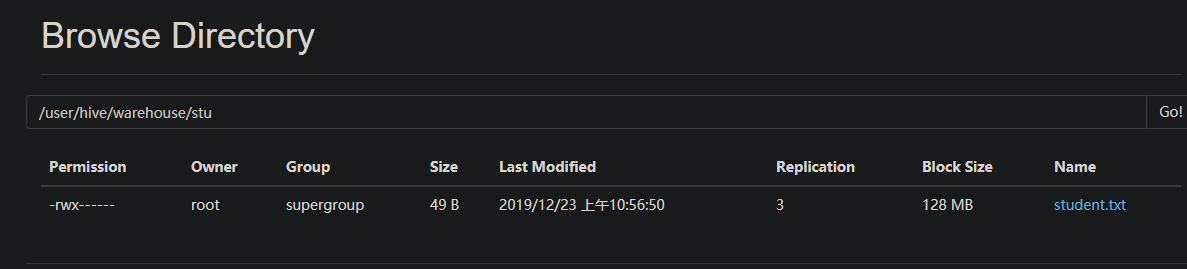 Browse Directory
/user/hive/warehouse/stu Go!
Permission Owner Group Size Last Modified Replication Block Size Name
-rwx------ root supergroup 49 B 2019/12/23 上午10:56:50 3 128 MB student.txt